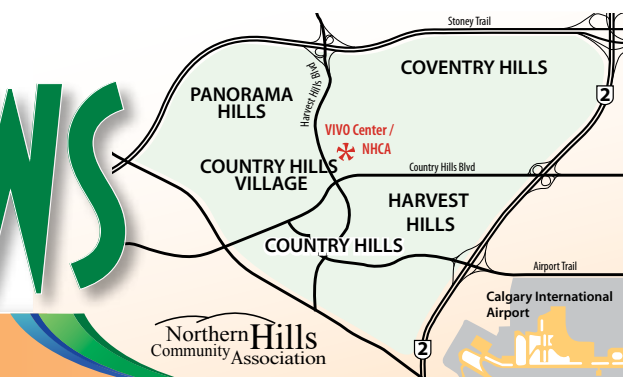 WS
Stoney Trail
COVENTRY HILLS
Harvest Hills Blvd
2
PANORAMA
HILLS
VIVO Center /
NHCA
COUNTRY HILLS
VILLAGE
Country Hills Blvd
HARVEST
HILLS
COUNTRY HILLS
Airport Trail
Calgary International
Airport
Northern Hills
Community Association
2